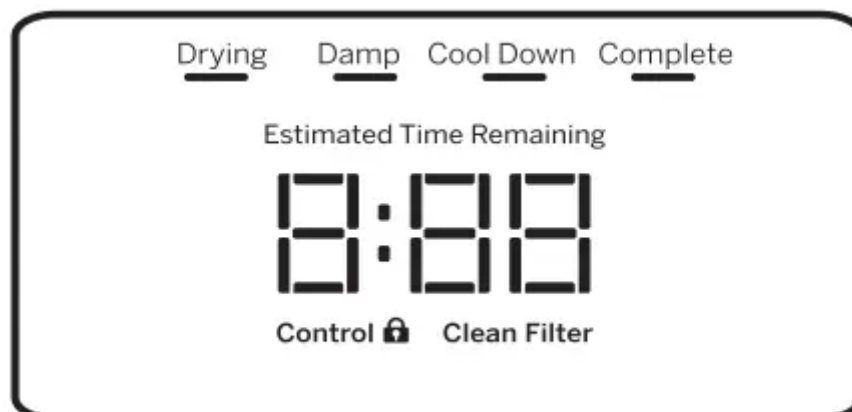 Drying Damp Cool Down Complete
Estimated Time Remaining
8:88
Control Clean Filter